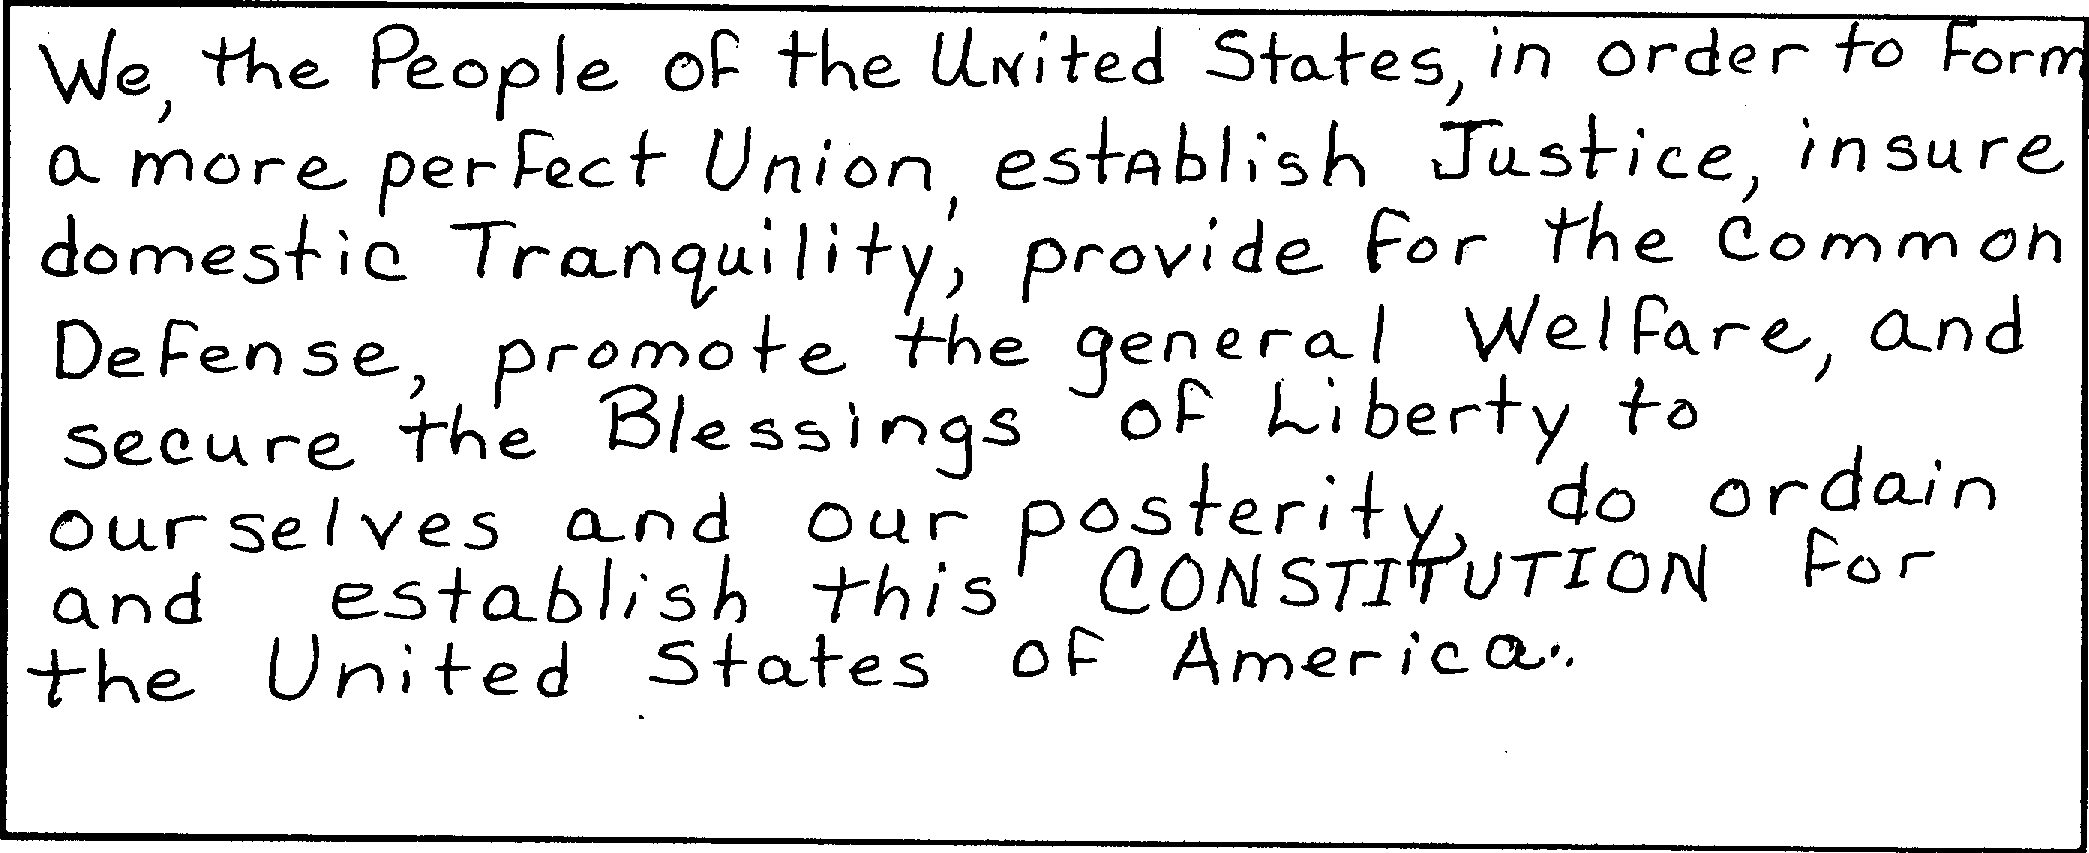 We, the People of the United States, in order to form
a more perfect Union, establish Justice, insure
domestic Tranquility, provide for the Common
Defense, promote the general Welfare, and
secure the Blessings of Liberty to
ourselves and our posterity, do ordain
and establish this CONSTITUTION for
the United States of America.